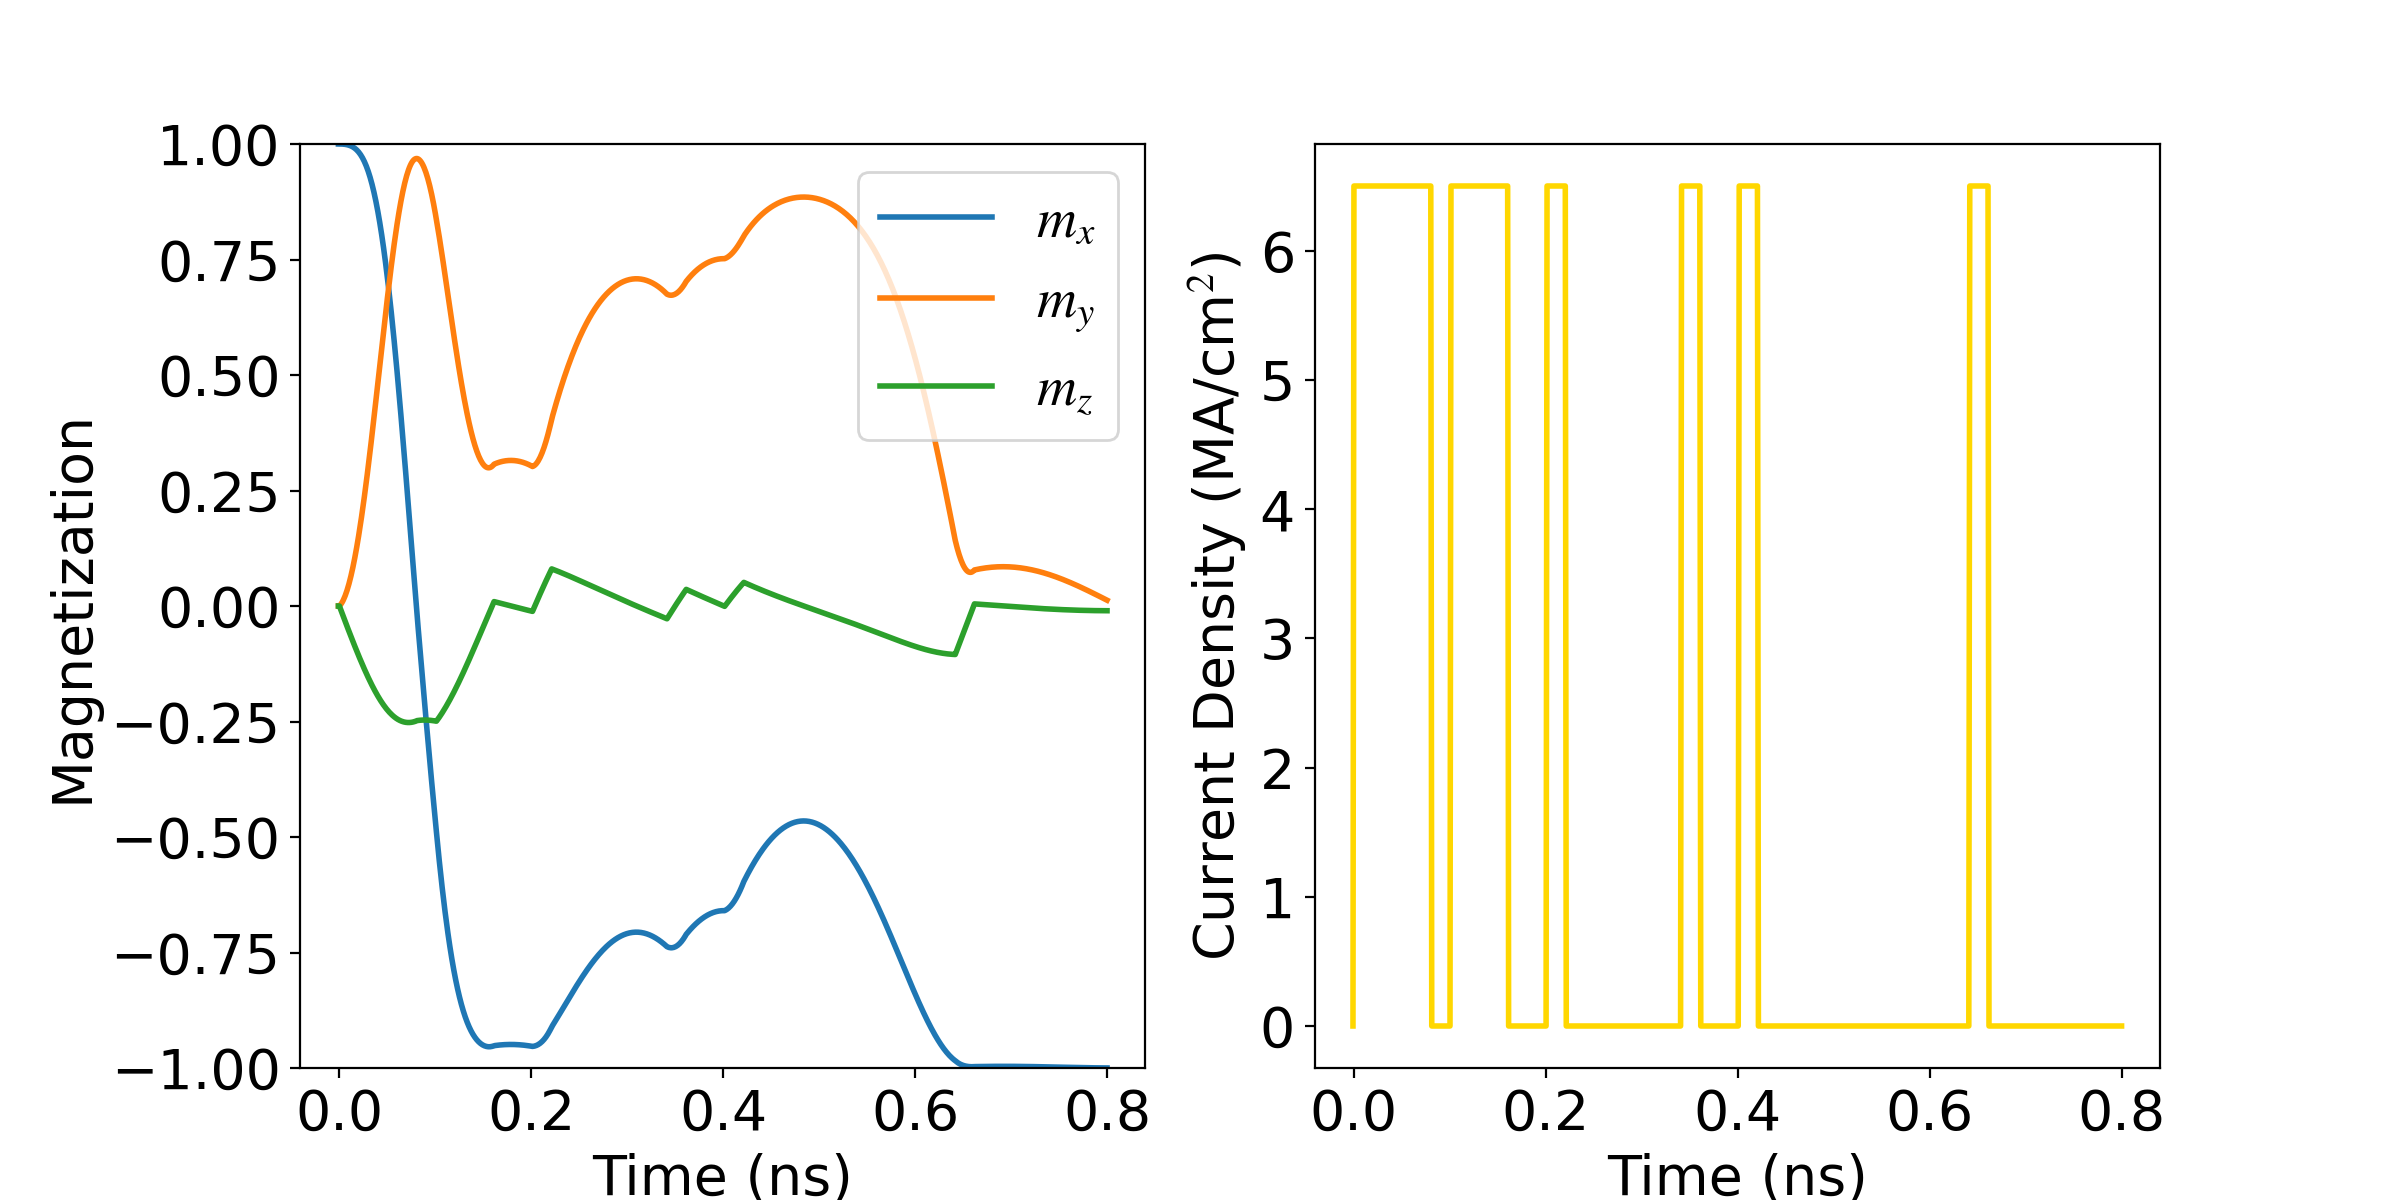 1.00
0.75
0.50
0.25
0.00
−0.25
−0.50
−0.75
−1.00
Magnetization
0.0 0.2 0.4 0.6 0.8
Time (ns)
m_x
m_y
m_z
6
5
4
3
2
1
0
Current Density (MA/cm²)
0.0 0.2 0.4 0.6 0.8
Time (ns)